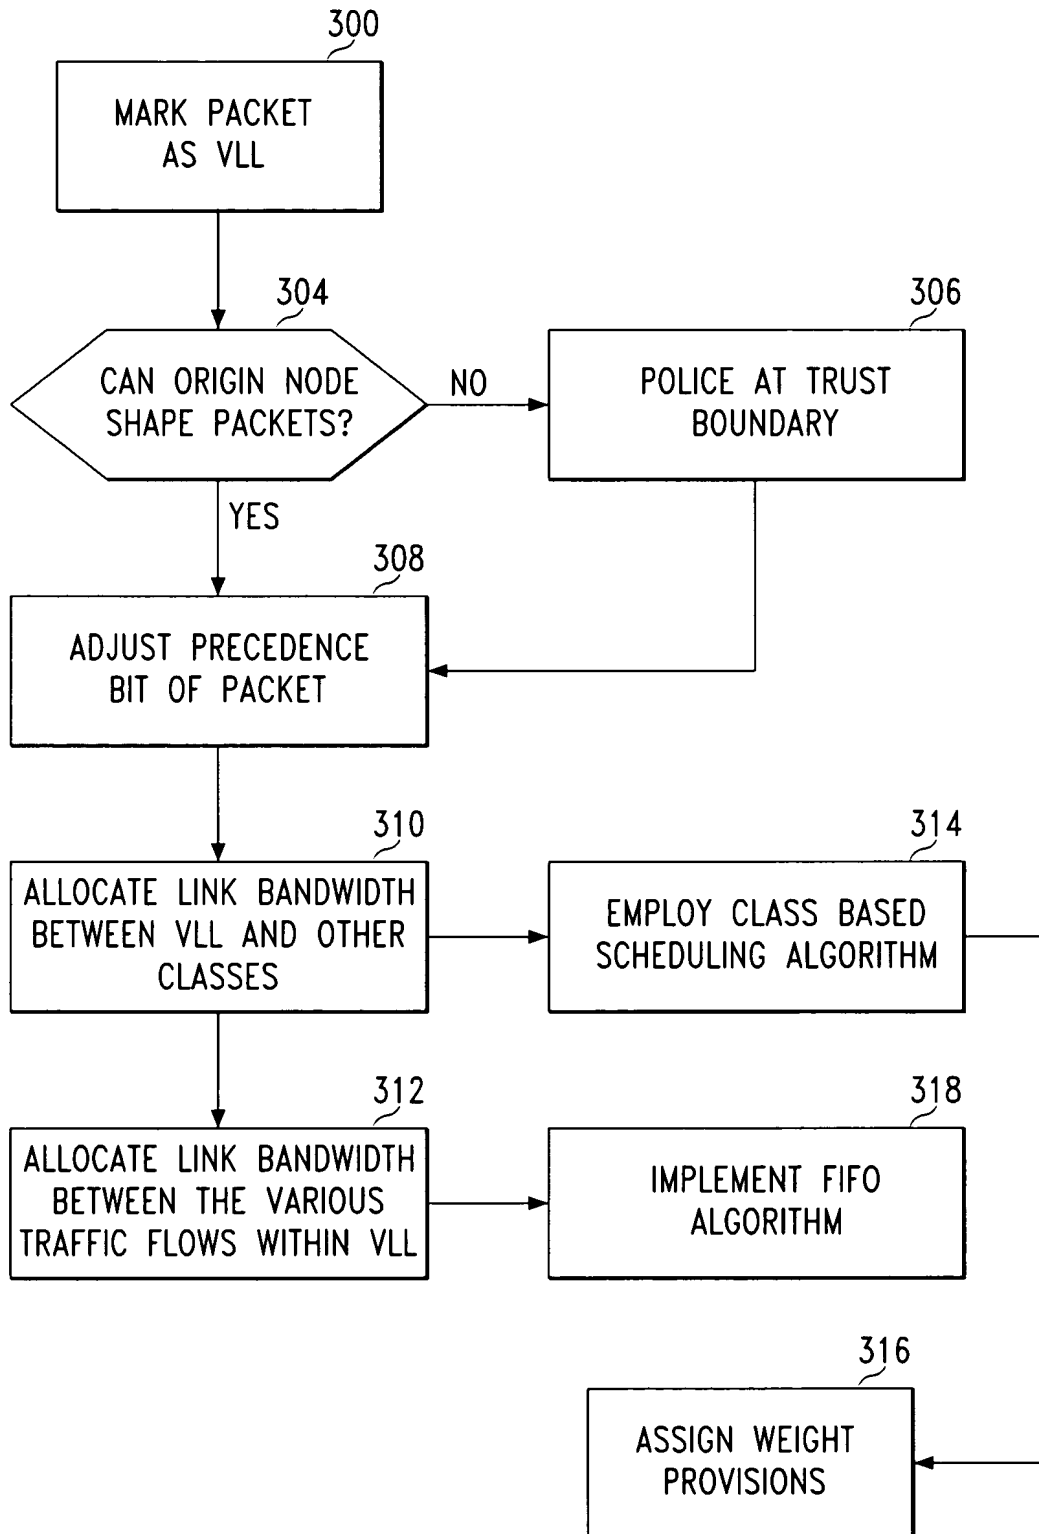 300
MARK PACKET
AS VLL
304
CAN ORIGIN NODE
SHAPE PACKETS?
NO
306
POLICE AT TRUST
BOUNDARY
YES
308
ADJUST PRECEDENCE
BIT OF PACKET
310
ALLOCATE LINK BANDWIDTH
BETWEEN VLL AND OTHER
CLASSES
314
EMPLOY CLASS BASED
SCHEDULING ALGORITHM
312
ALLOCATE LINK BANDWIDTH
BETWEEN THE VARIOUS
TRAFFIC FLOWS WITHIN VLL
318
IMPLEMENT FIFO
ALGORITHM
316
ASSIGN WEIGHT
PROVISIONS